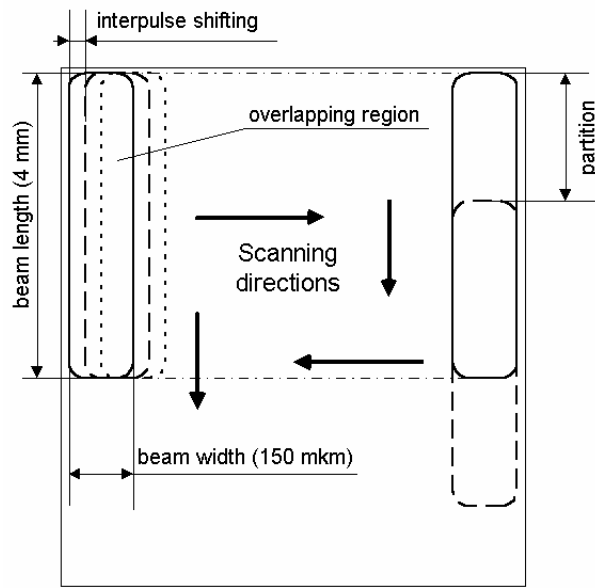 interpulse shifting
beam length (4 mm)
overlapping region
partition
Scanning
directions
beam width (150 mkm)